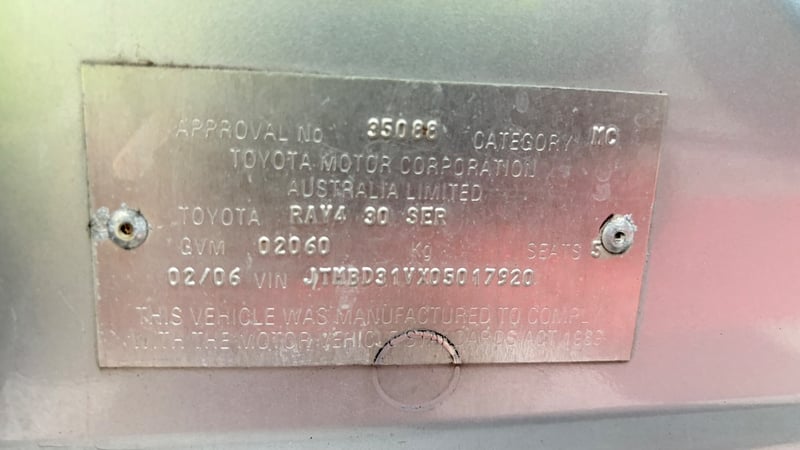 APPROVAL No 35088 CATEGORY MC
TOYOTA MOTOR CORPORATION
AUSTRALIA LIMITED
TOYOTA RAV4 30 SER
GVM 02060 Kg SEATS 5
02/06 VIN JTMBD31VX05017920
THIS VEHICLE WAS MANUFACTURED TO COMPLY
WITH THE MOTOR VEHICLE STANDARDS ACT 1989